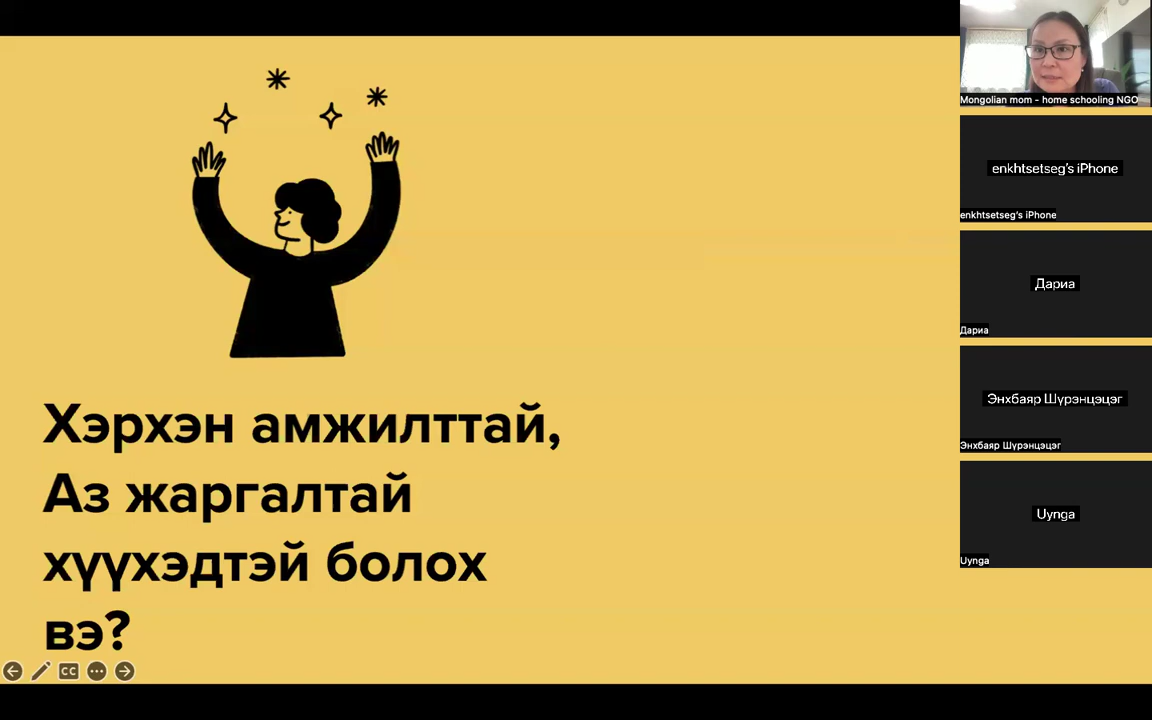 Хэрхэн амжилттай,
Аз жаргалтай
хүүхэдтэй болох
вэ?
CC
Mongolian mom - home schooling NGO
enkhtsetseg's iPhone
enkhtsetseg's iPhone
Дариа
Дариа
Энхбаяр Шүрэнцэцэг
Энхбаяр Шүрэнцэцэг
Uynga
Uynga